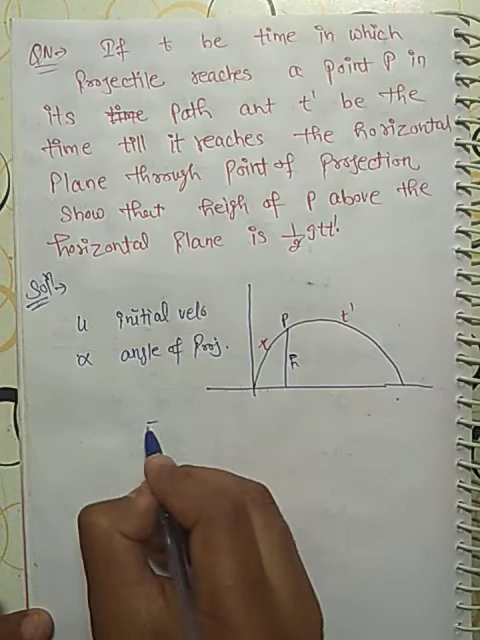 QN→ If t be time in which
Projectile reaches a point P in
its time Path ant t' be the
time till it reaches the horizontal
Plane through Point of Projection
Show that heigh of P above the
horizontal Plane is 1/2 gtt'.
Soln→
u initial velo
α angle of Proj.
P
t'
t
h